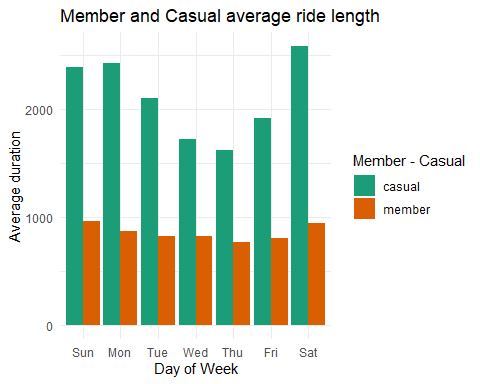 Member and Casual average ride length
Average duration
2000
1000
0
Sun Mon Tue Wed Thu Fri Sat
Day of Week
Member - Casual
casual
member